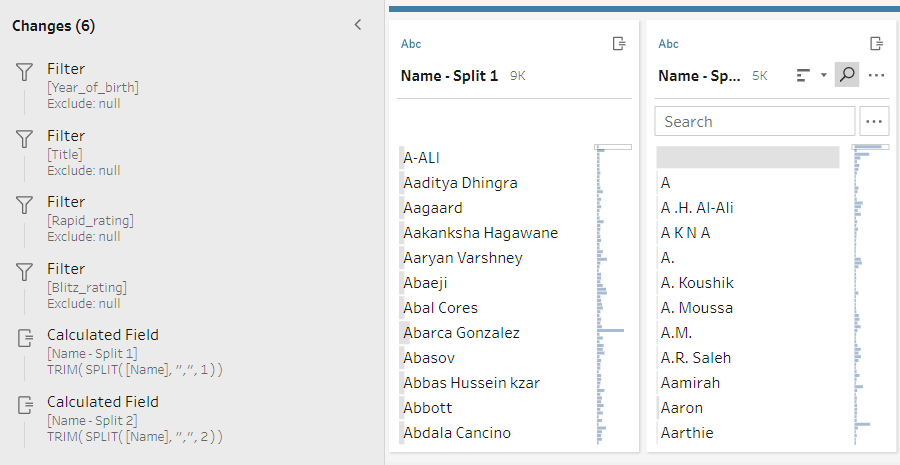 Changes (6)
Filter
[Year_of_birth]
Exclude: null
Filter
[Title]
Exclude: null
Filter
[Rapid_rating]
Exclude: null
Filter
[Blitz_rating]
Exclude: null
Calculated Field
[Name - Split 1]
TRIM( SPLIT( [Name], ",", 1 ) )
Calculated Field
[Name - Split 2]
TRIM( SPLIT( [Name], ",", 2 ) )
Abc
Name - Split 1 9K
A-ALI
Aaditya Dhingra
Aagaard
Aakanksha Hagawane
Aaryan Varshney
Abaeji
Abal Cores
Abarca Gonzalez
Abasov
Abbas Hussein kzar
Abbott
Abdala Cancino
Abc
Name - Sp... 5K
Search
A
A .H. Al-Ali
A K N A
A.
A. Koushik
A. Moussa
A.M.
A.R. Saleh
Aamirah
Aaron
Aarthie